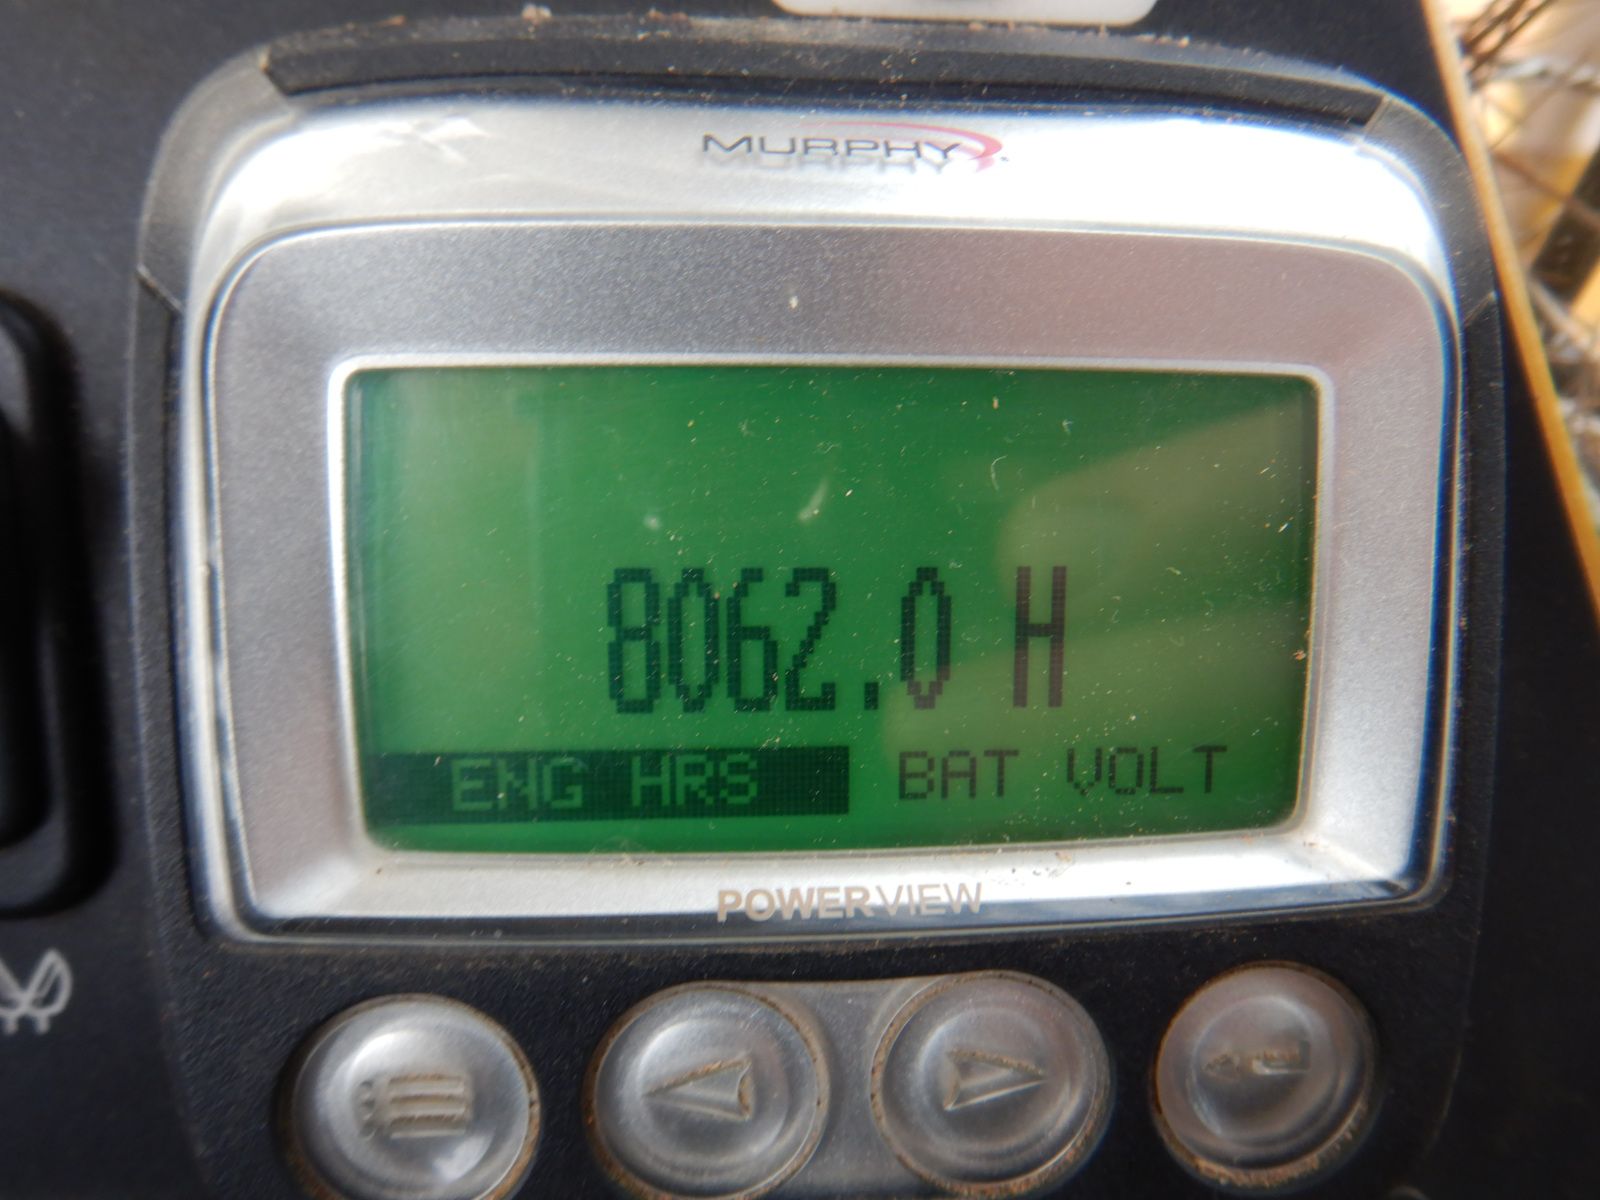 MURPHY
8062.0 H
ENG HRS BAT VOLT
POWERVIEW